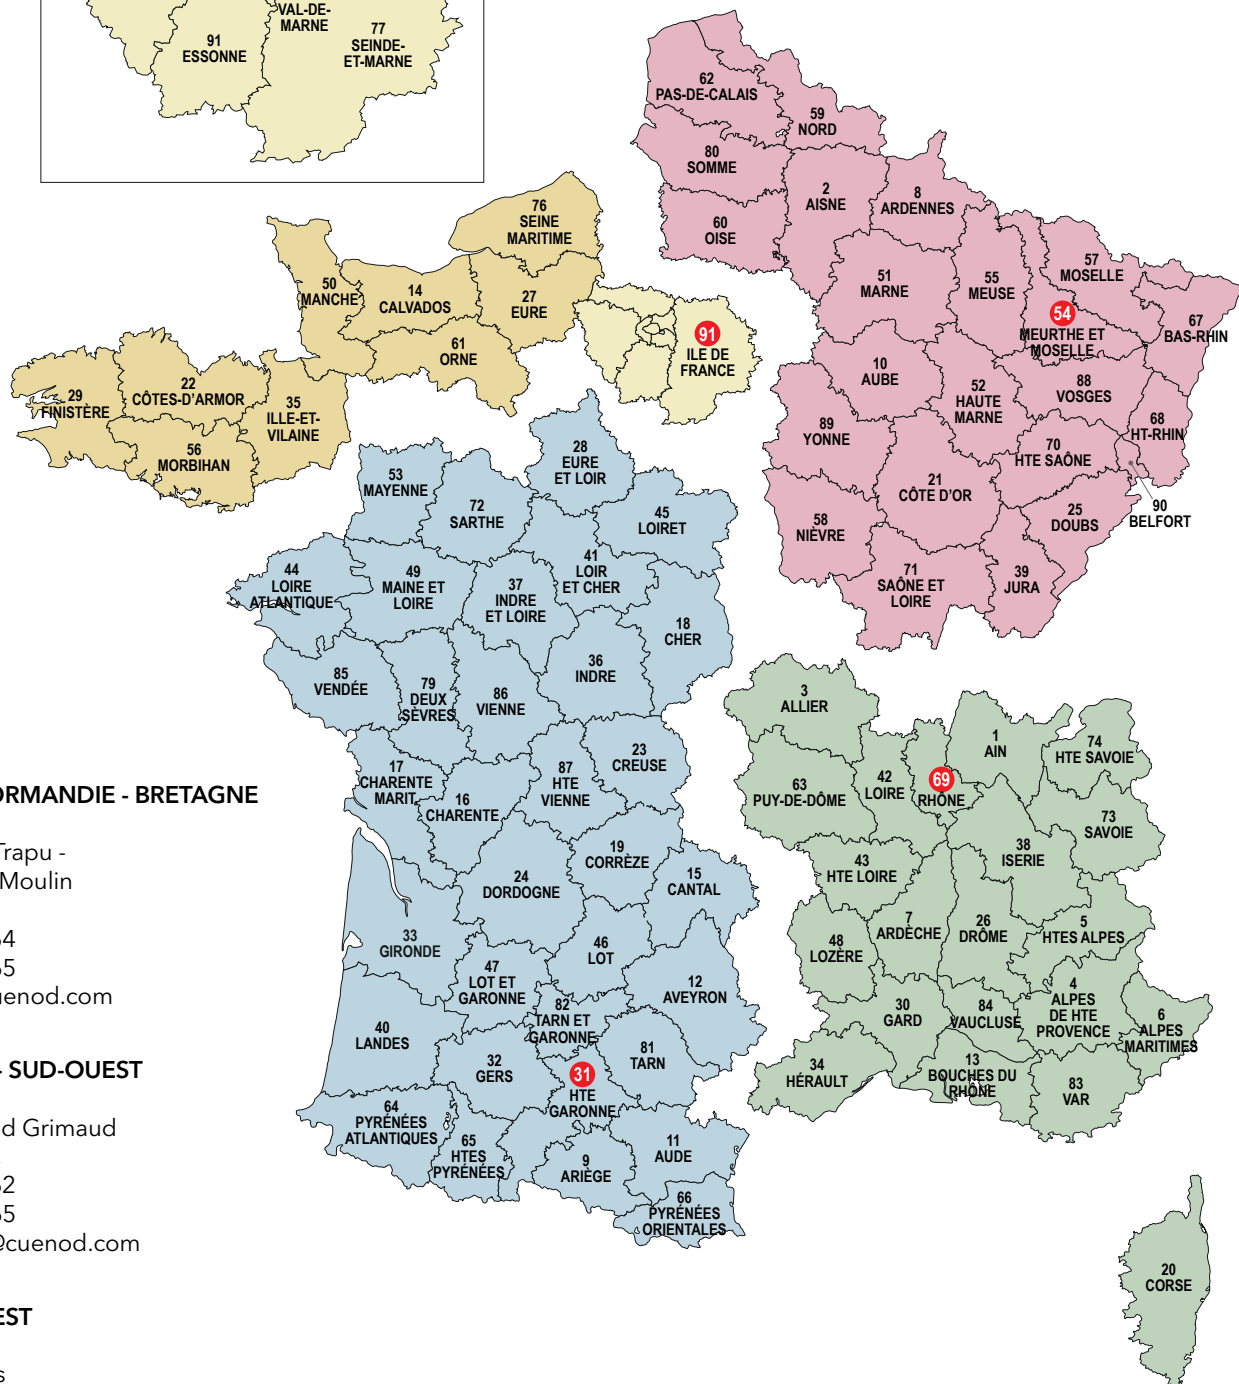 VAL-DE-
MARNE
77
SEINDE-
ET-MARNE
91
ESSONNE
62
PAS-DE-CALAIS
59
NORD
80
SOMME
2
AISNE
8
ARDENNES
60
OISE
51
MARNE
55
MEUSE
57
MOSELLE
54
MEURTHE ET
MOSELLE
67
BAS-RHIN
10
AUBE
52
HAUTE
MARNE
88
VOSGES
68
HT-RHIN
89
YONNE
70
HTE SAÔNE
21
CÔTE D'OR
90
BELFORT
25
DOUBS
58
NIÈVRE
71
SAÔNE ET
LOIRE
39
JURA
76
SEINE
MARITIME
50
MANCHE
14
CALVADOS
27
EURE
61
ORNE
91
ILE DE
FRANCE
29
FINISTÈRE
22
CÔTES-D'ARMOR
35
ILLE-ET-
VILAINE
56
MORBIHAN
28
EURE
ET LOIR
53
MAYENNE
72
SARTHE
45
LOIRET
44
LOIRE
ATLANTIQUE
49
MAINE ET
LOIRE
37
INDRE
ET LOIRE
41
LOIR
ET CHER
18
CHER
85
VENDÉE
79
DEUX
SÈVRES
86
VIENNE
36
INDRE
17
CHARENTE
MARIT.
16
CHARENTE
87
HTE
VIENNE
23
CREUSE
19
CORRÈZE
24
DORDOGNE
15
CANTAL
33
GIRONDE
46
LOT
47
LOT ET
GARONNE
12
AVEYRON
82
TARN ET
GARONNE
40
LANDES
32
GERS
81
TARN
31
HTE
GARONNE
64
PYRÉNÉES
ATLANTIQUES
65
HTES
PYRÉNÉES
9
ARIÈGE
11
AUDE
66
PYRÉNÉES
ORIENTALES
3
ALLIER
1
AIN
74
HTE SAVOIE
63
PUY-DE-DÔME
42
LOIRE
69
RHÔNE
73
SAVOIE
38
ISERIE
43
HTE LOIRE
7
ARDÈCHE
26
DRÔME
5
HTES ALPES
48
LOZÈRE
30
GARD
84
VAUCLUSE
4
ALPES
DE HTE
PROVENCE
6
ALPES
MARITIMES
34
HÉRAULT
13
BOUCHES DU
RHÔNE
83
VAR
20
CORSE
ORMANDIE - BRETAGNE
Trapu -
Moulin
64
65
uenod.com
- SUD-OUEST
d Grimaud
62
65
@cuenod.com
EST
s